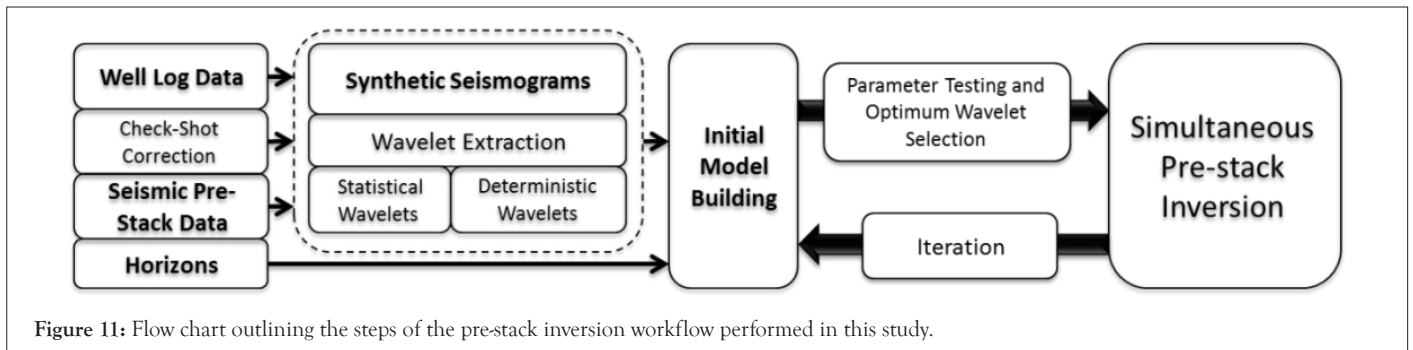 Well Log Data
Check-Shot
Correction
Seismic Pre-
Stack Data
Horizons
Synthetic Seismograms
Wavelet Extraction
Statistical
Wavelets
Deterministic
Wavelets
Initial
Model
Building
Parameter Testing and
Optimum Wavelet
Selection
Iteration
Simultaneous
Pre-stack
Inversion
Figure 11: Flow chart outlining the steps of the pre-stack inversion workflow performed in this study.